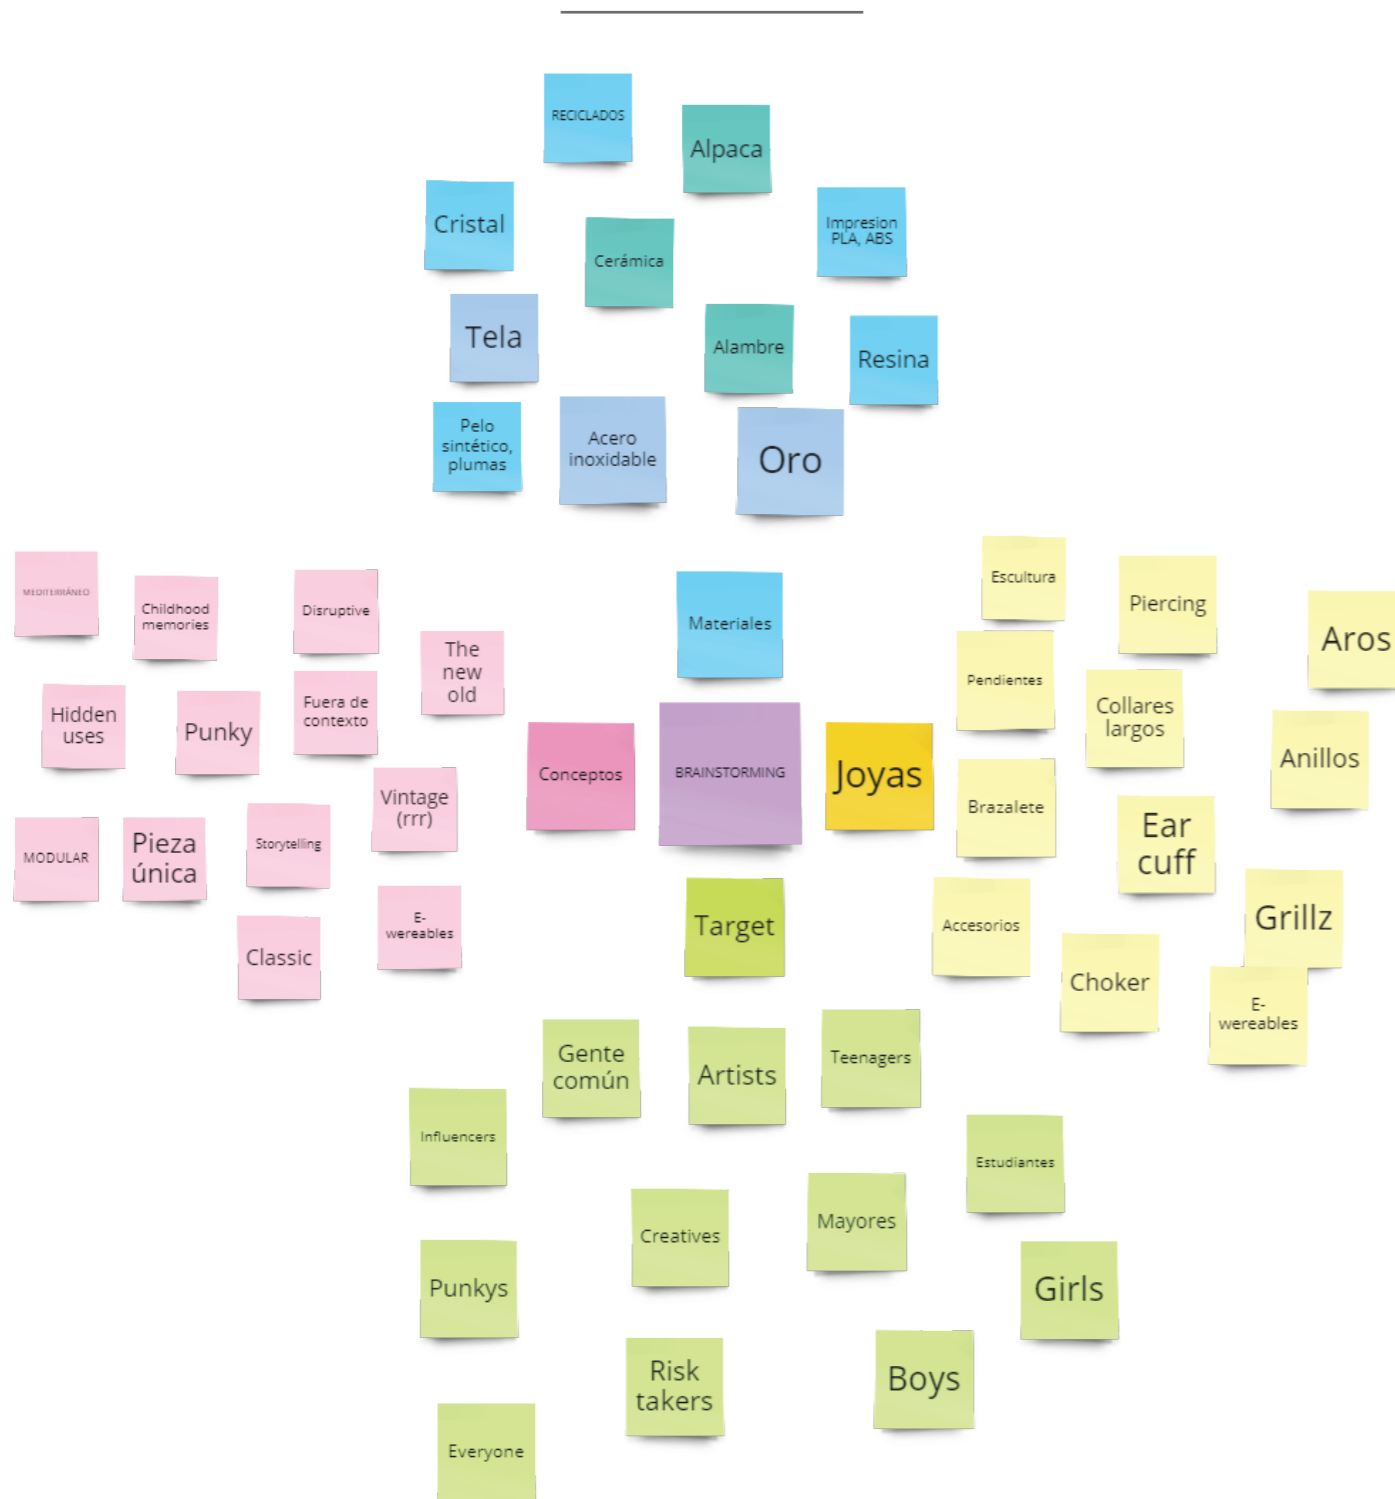 RECICLADOS
Alpaca
Cristal
Impresion
PLA, ABS
Cerámica
Tela
Alambre
Resina
Pelo
sintético,
plumas
Acero
inoxidable
Oro
Materiales
MEDITERRÁNEO
Childhood
memories
Disruptive
The
new
old
Hidden
uses
Punky
Fuera de
contexto
Vintage
(rrr)
MODULAR
Pieza
única
Storytelling
Classic
E-
wereables
Conceptos
BRAINSTORMING
Joyas
Escultura
Piercing
Aros
Pendientes
Collares
largos
Anillos
Brazalete
Ear
cuff
Accesorios
Grillz
Choker
E-
wereables
Target
Gente
común
Artists
Teenagers
Influencers
Estudiantes
Creatives
Mayores
Punkys
Girls
Risk
takers
Boys
Everyone